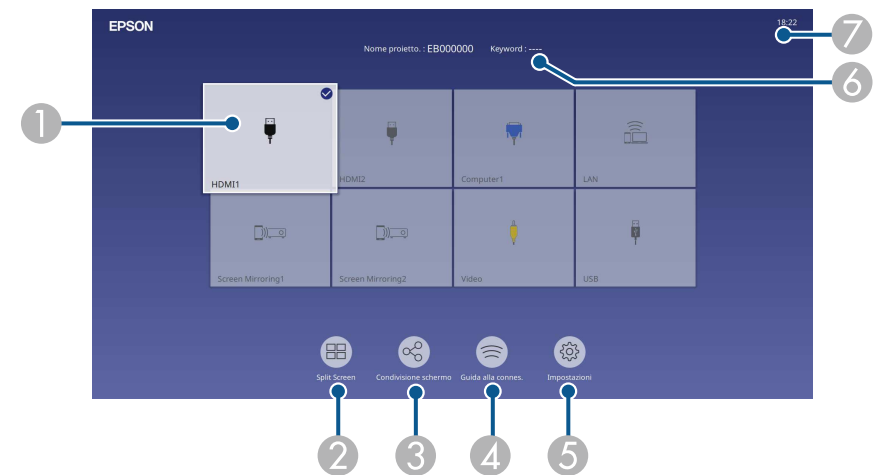 EPSON
18:22
7
Nome proietto. : EB000000 Keyword : ----
6
1
HDMI1
HDMI2
Computer1
LAN
Screen Mirroring1
Screen Mirroring2
Video
USB
Split Screen
Condivisione schermo
Guida alla connes.
Impostazioni
2
3
4
5